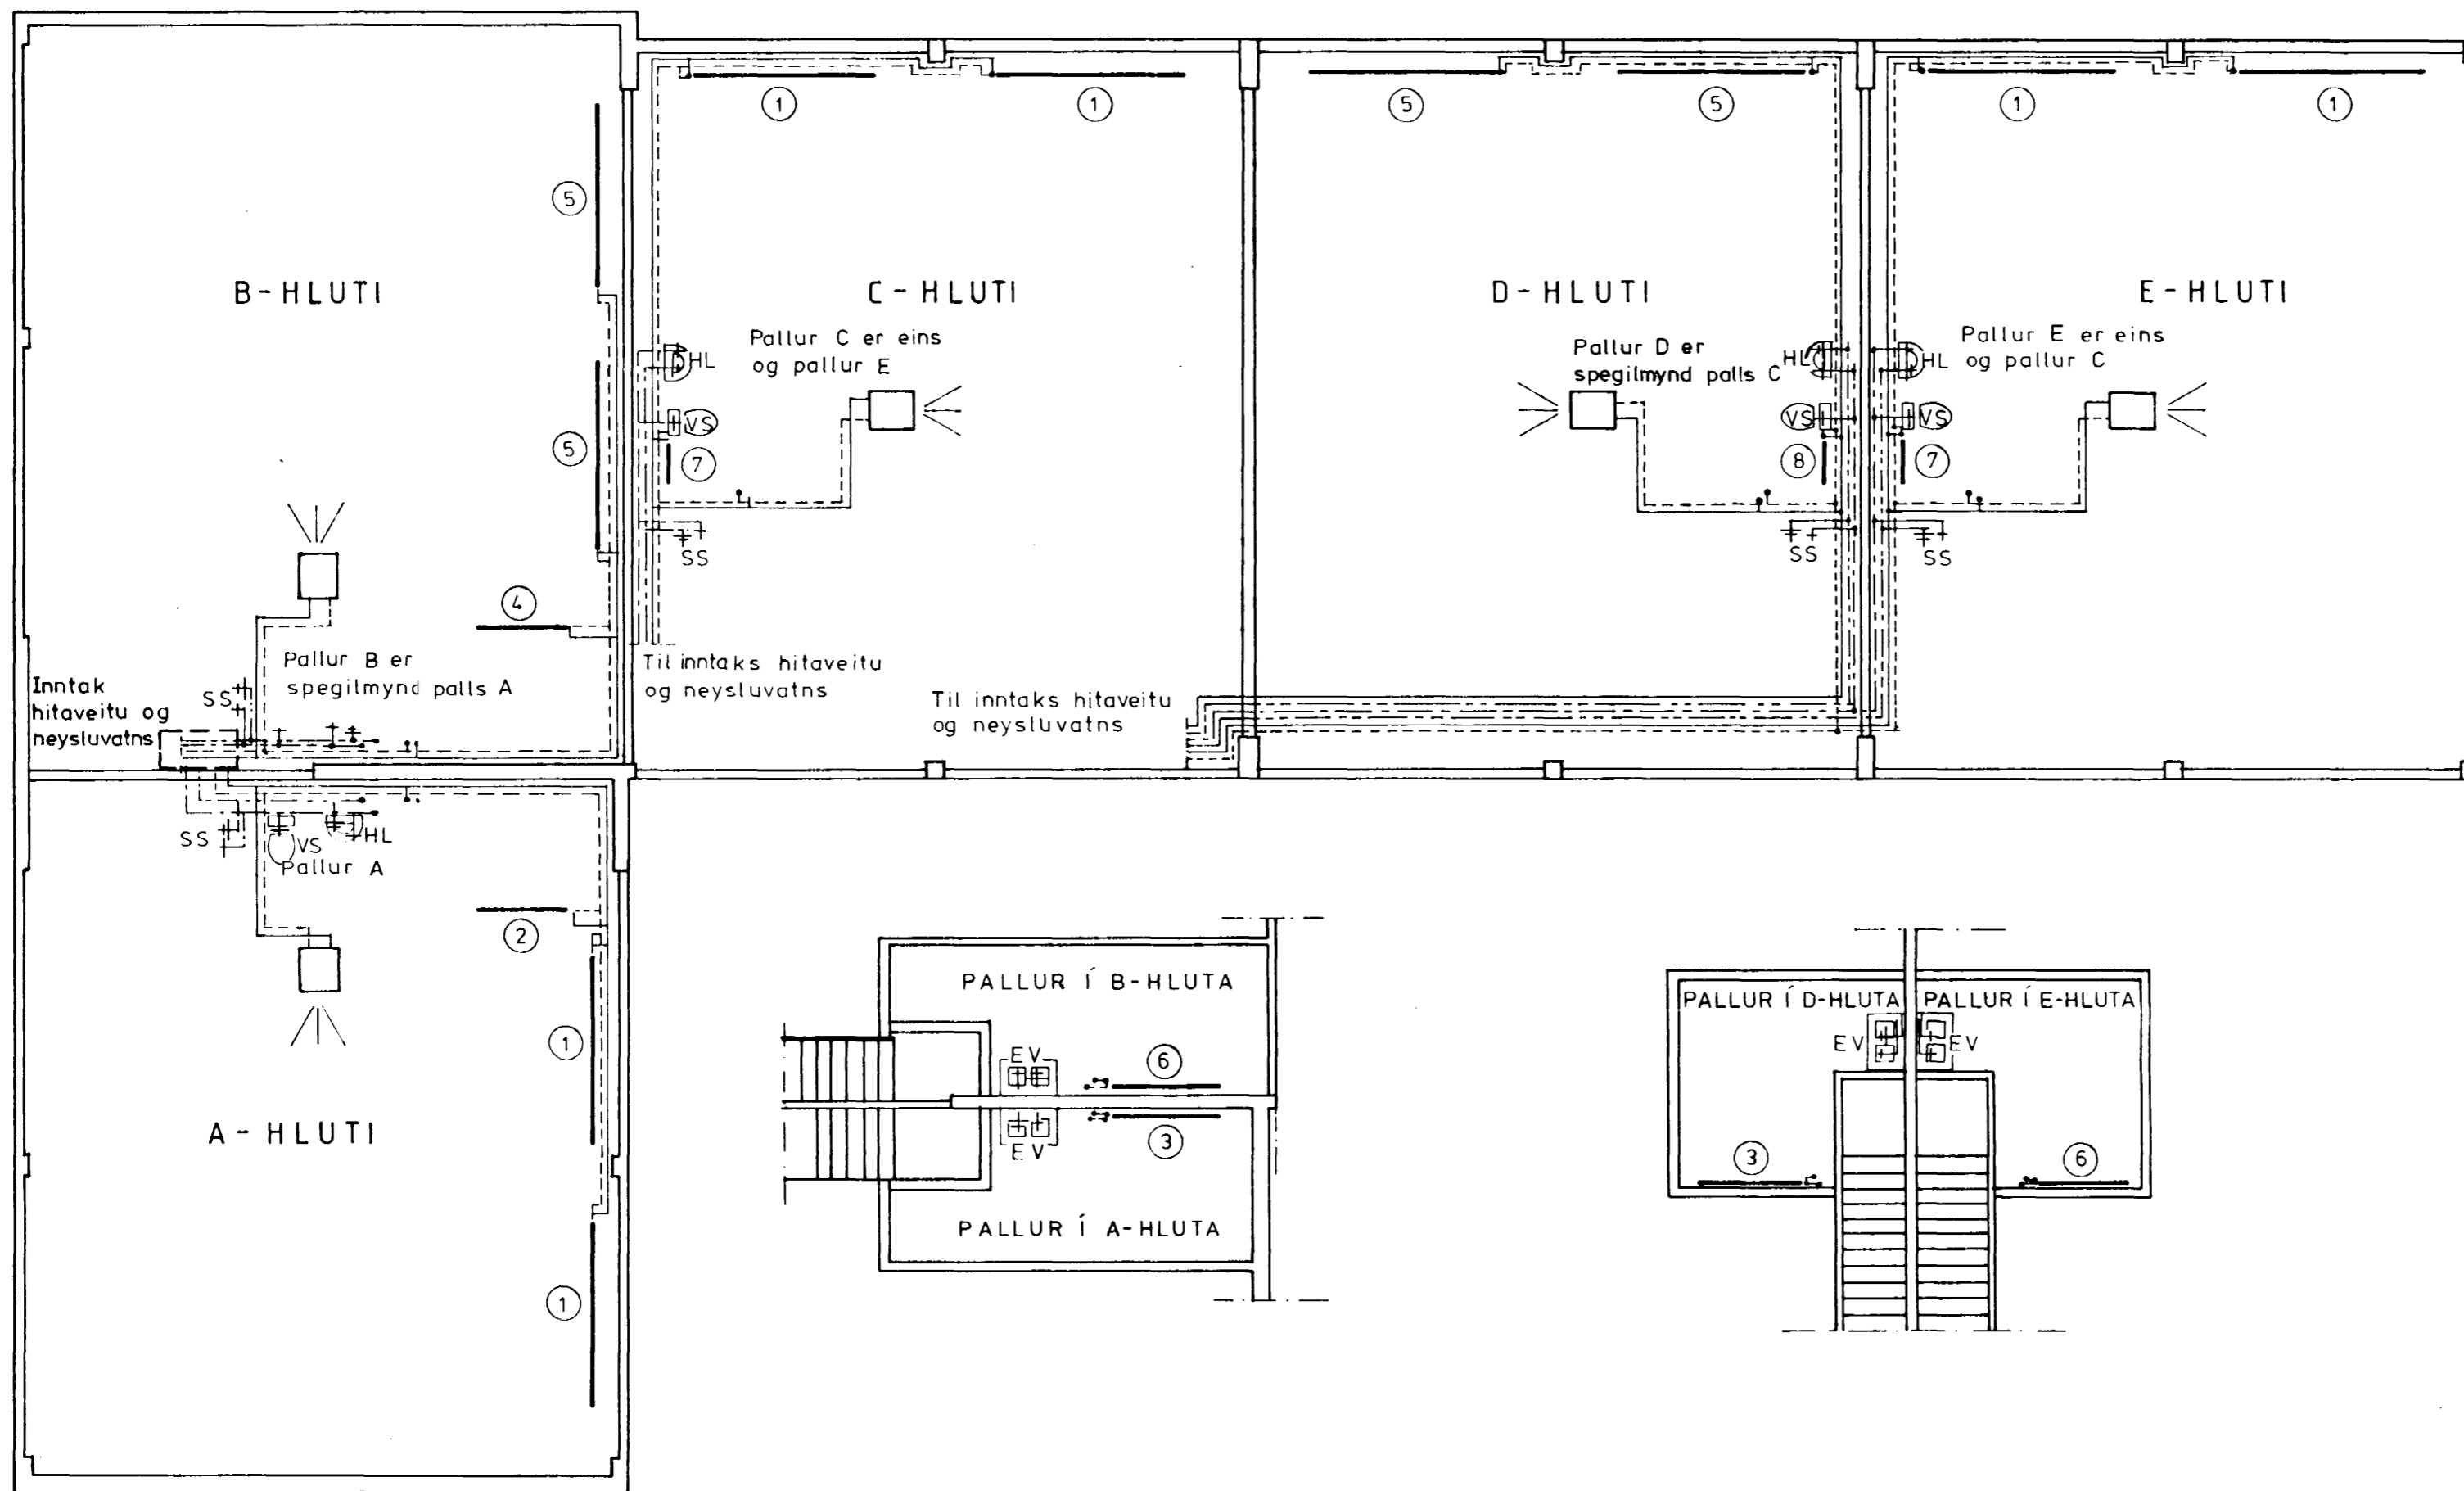 1
1
5
5
1
1
5
B-HLUTI
C-HLUTI
D-HLUTI
E-HLUTI
Pallur C er eins
og pallur E
HL
VS
7
SS
5
Pallur D er
spegilmynd palls C
HL
VS
8
SS
Pallur E er eins
og pallur C
HL
VS
7
SS
4
Pallur B er
spegilmynd palls A
SS
Inntak
hitaveitu og
neysluvatns
Til inntaks hitaveitu
og neysluvatns
Til inntaks hitaveitu
og neysluvatns
SS
VS
HL
Pallur A
2
1
A-HLUTI
1
PALLUR Í B-HLUTA
EV
6
EV
3
PALLUR Í A-HLUTA
PALLUR Í D-HLUTA
PALLUR Í E-HLUTA
EV
EV
3
6